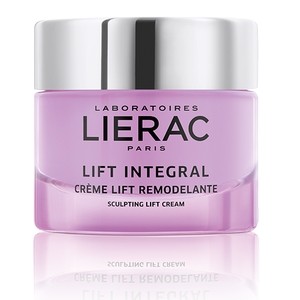 LABORATOIRES
LIERAC
PARIS
LIFT INTEGRAL
CRÈME LIFT REMODELANTE
SCULPTING LIFT CREAM